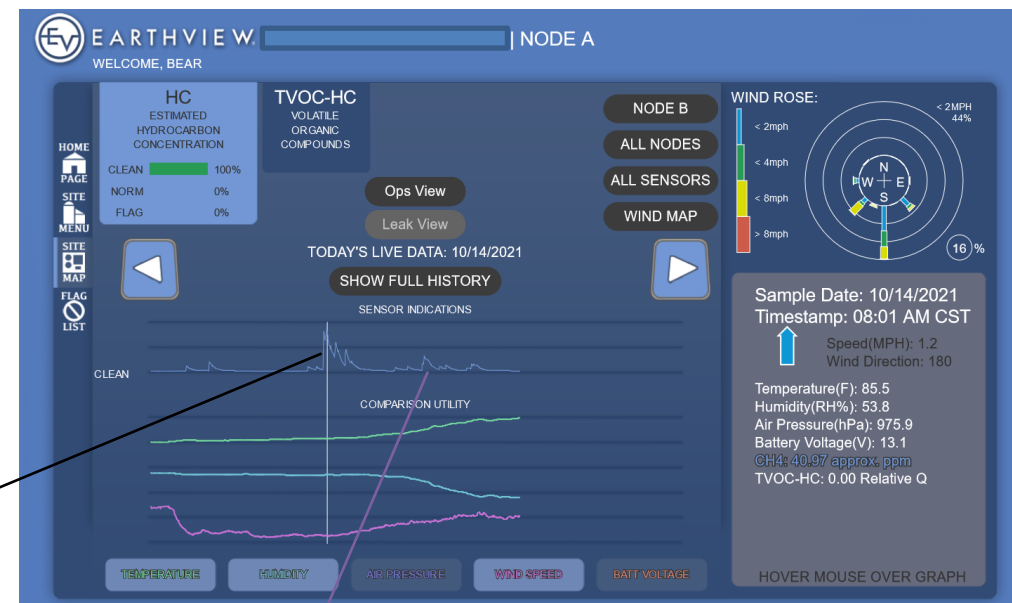 EV EARTHVIEW. | NODE A
WELCOME, BEAR
HOME
PAGE
SITE
MENU
SITE
MAP
FLAG
LIST
HC
ESTIMATED
HYDROCARBON
CONCENTRATION
CLEAN 100%
NORM 0%
FLAG 0%
TVOC-HC
VOLATILE
ORGANIC
COMPOUNDS
Ops View
Leak View
TODAY'S LIVE DATA: 10/14/2021
SHOW FULL HISTORY
NODE B
ALL NODES
ALL SENSORS
WIND MAP
SENSOR INDICATIONS
CLEAN
COMPARISON UTILITY
TEMPERATURE HUMIDITY AIR PRESSURE WIND SPEED BATT VOLTAGE
WIND ROSE:
< 2mph
< 4mph
< 8mph
> 8mph
< 2MPH
44%
N
W E
S
16 %
Sample Date: 10/14/2021
Timestamp: 08:01 AM CST
Speed(MPH): 1.2
Wind Direction: 180
Temperature(F): 85.5
Humidity(RH%): 53.8
Air Pressure(hPa): 975.9
Battery Voltage(V): 13.1
CH4: 40.97 approx. ppm
TVOC-HC: 0.00 Relative Q
HOVER MOUSE OVER GRAPH